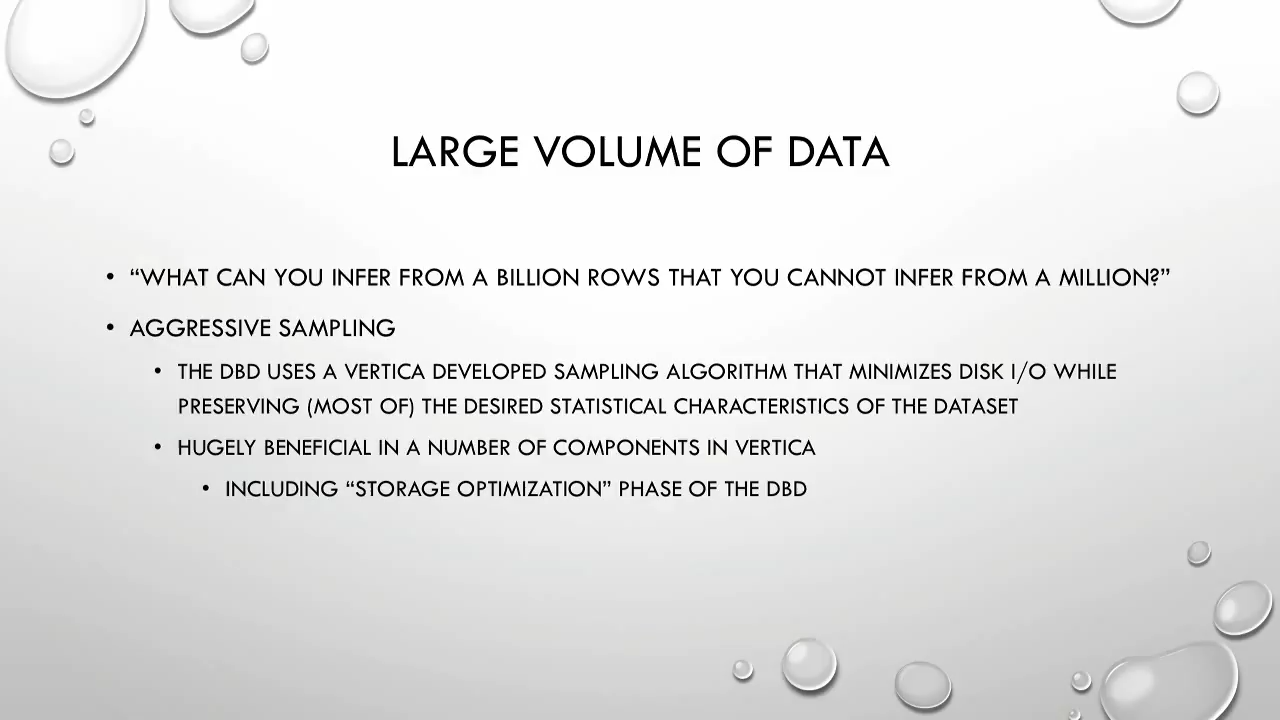 LARGE VOLUME OF DATA
• “WHAT CAN YOU INFER FROM A BILLION ROWS THAT YOU CANNOT INFER FROM A MILLION?”
• AGGRESSIVE SAMPLING
• THE DBD USES A VERTICA DEVELOPED SAMPLING ALGORITHM THAT MINIMIZES DISK I/O WHILE
PRESERVING (MOST OF) THE DESIRED STATISTICAL CHARACTERISTICS OF THE DATASET
• HUGELY BENEFICIAL IN A NUMBER OF COMPONENTS IN VERTICA
• INCLUDING “STORAGE OPTIMIZATION” PHASE OF THE DBD